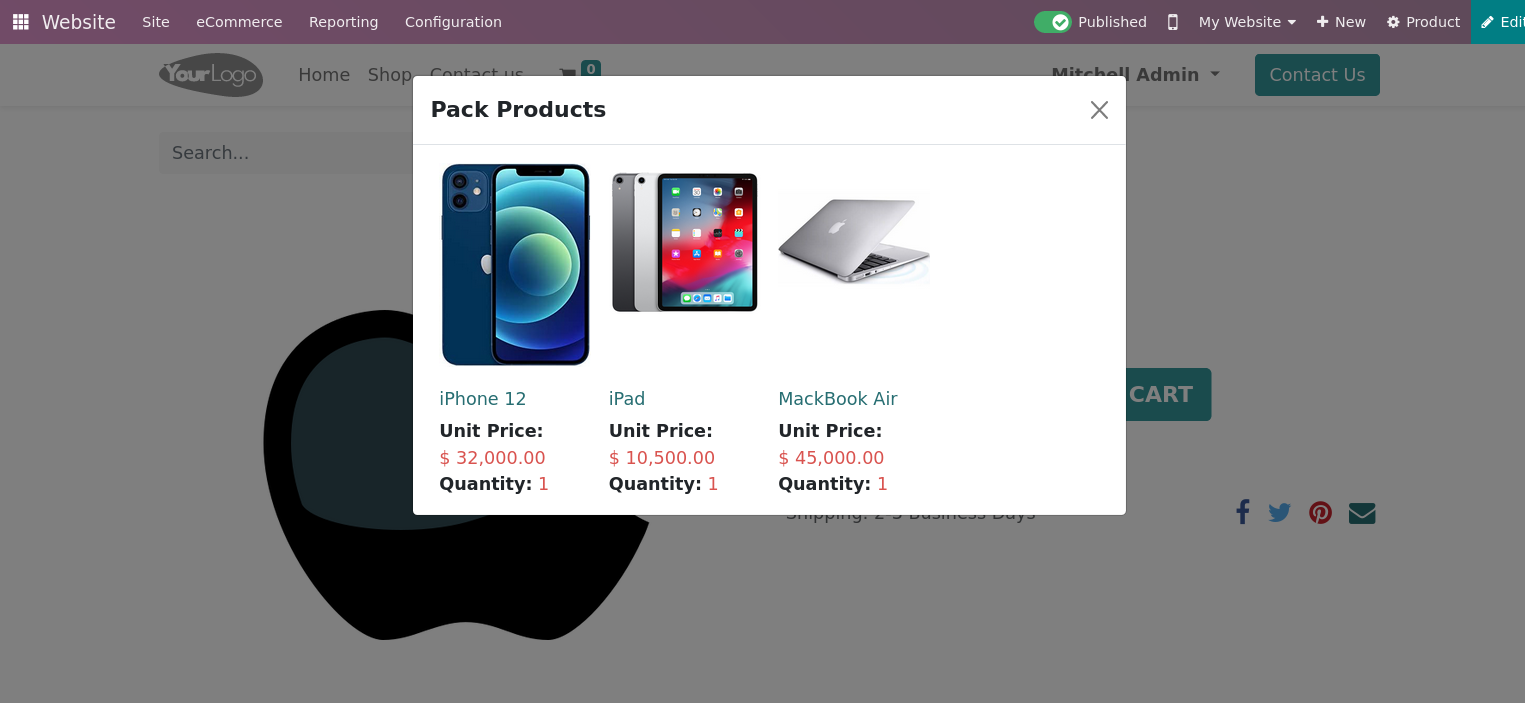 Website Site eCommerce Reporting Configuration Published My Website New Product Edit
YourLogo Home Shop Contact us 0 Mitchell Admin Contact Us
Pack Products
Search...
iPhone 12 iPad MackBook Air
CART
Unit Price: Unit Price: Unit Price:
$ 32,000.00 $ 10,500.00 $ 45,000.00
Quantity: 1 Quantity: 1 Quantity: 1
Shipping: 2-3 Business Days